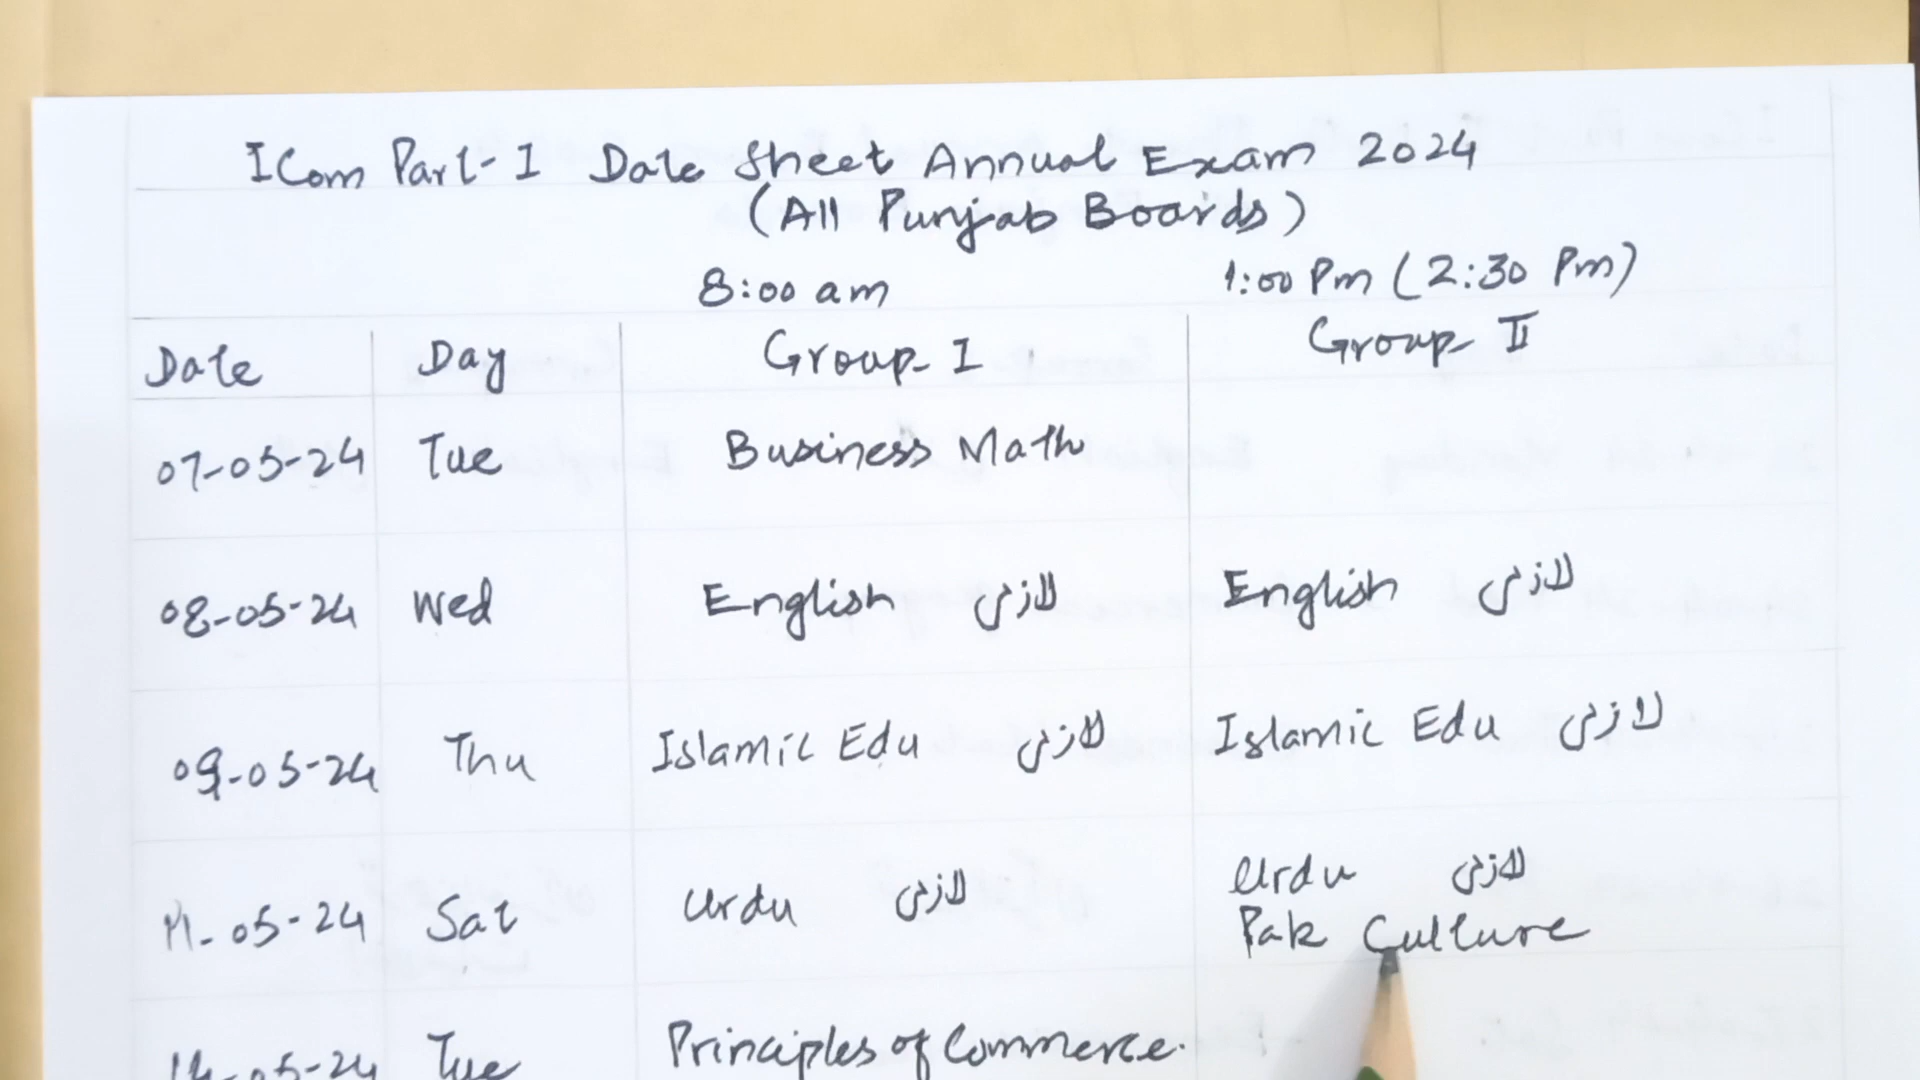 ICom Part-I Date Sheet Annual Exam 2024
(All Punjab Boards)
8:00 am 1:00 Pm (2:30 Pm)
Date Day Group I Group II
07-05-24 Tue Business Math
08-05-24 Wed English لازمی English لازمی
09-05-24 Thu Islamic Edu لازمی Islamic Edu لازمی
11-05-24 Sat Urdu لازمی Urdu لازمی
Pak Culture
14-05-24 Tue Principles of Commerce.